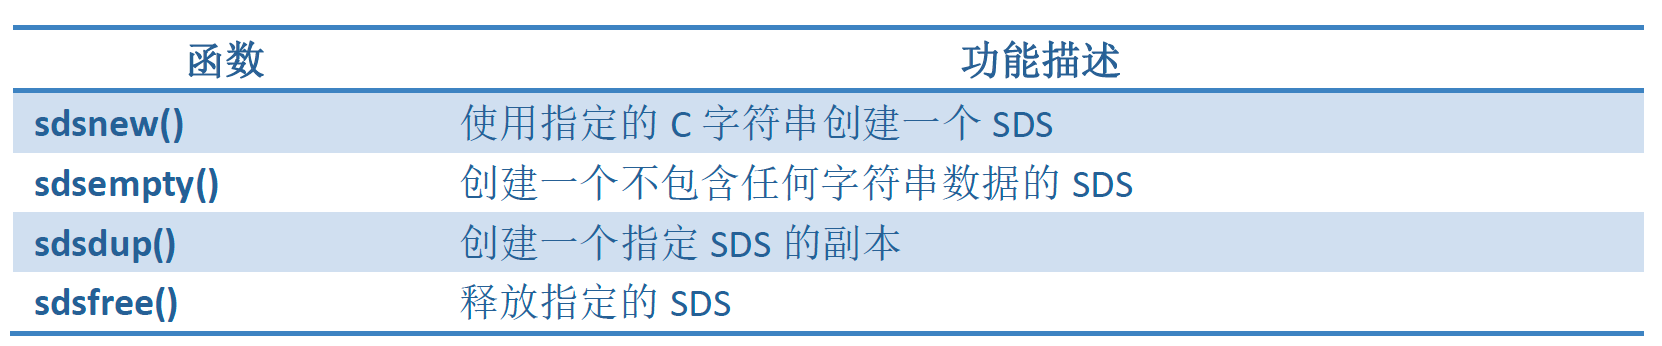 函数 功能描述
sdsnew() 使用指定的 C 字符串创建一个 SDS
sdsempty() 创建一个不包含任何字符串数据的 SDS
sdsdup() 创建一个指定 SDS 的副本
sdsfree() 释放指定的 SDS